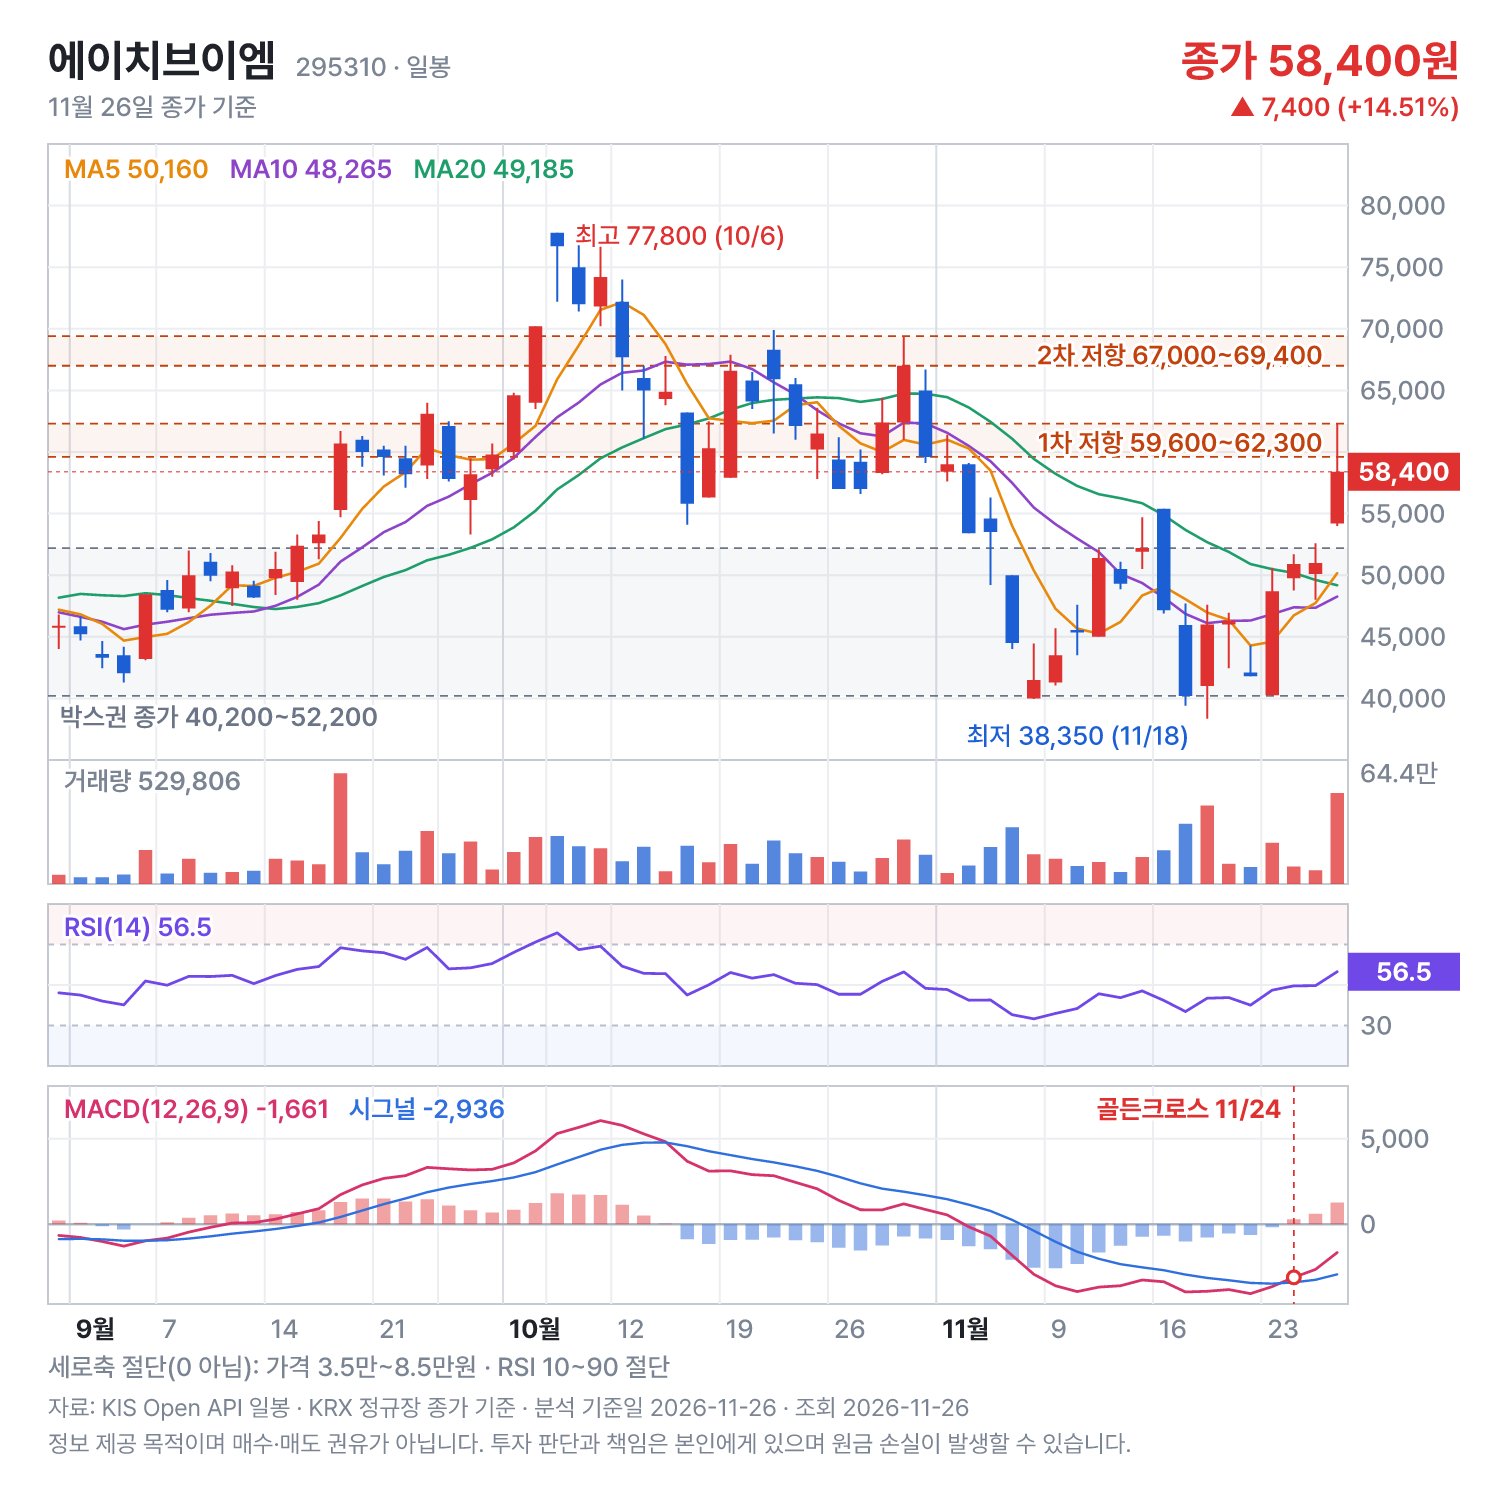 에이치브이엠 295310 · 일봉
종가 58,400원
11월 26일 종가 기준
▲ 7,400 (+14.51%)
MA5 50,160 MA10 48,265 MA20 49,185
80,000
최고 77,800 (10/6)
75,000
70,000
2차 저항 67,000~69,400
65,000
1차 저항 59,600~62,300
58,400
55,000
50,000
45,000
40,000
박스권 종가 40,200~52,200
최저 38,350 (11/18)
거래량 529,806
64.4만
RSI(14) 56.5
56.5
30
MACD(12,26,9) -1,661 시그널 -2,936
골든크로스 11/24
5,000
0
9월 7 14 21 10월 12 19 26 11월 9 16 23
세로축 절단(0 아님): 가격 3.5만~8.5만원 · RSI 10~90 절단
자료: KIS Open API 일봉 · KRX 정규장 종가 기준 · 분석 기준일 2026-11-26 · 조회 2026-11-26
정보 제공 목적이며 매수·매도 권유가 아닙니다. 투자 판단과 책임은 본인에게 있으며 원금 손실이 발생할 수 있습니다.